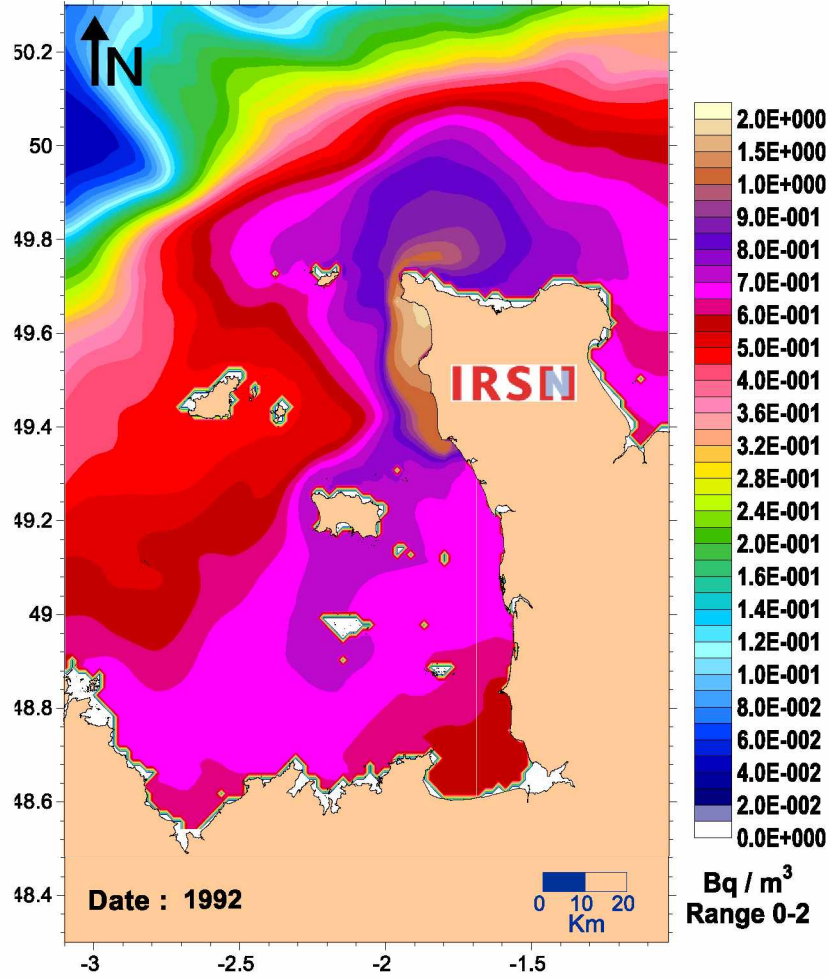 N
50.2
50
49.8
49.6
49.4
49.2
49
48.8
48.6
48.4
-3
-2.5
-2
-1.5
IRSN
Date : 1992
0 10 20
Km
2.0E+000
1.5E+000
1.0E+000
9.0E-001
8.0E-001
7.0E-001
6.0E-001
5.0E-001
4.0E-001
3.6E-001
3.2E-001
2.8E-001
2.4E-001
2.0E-001
1.6E-001
1.4E-001
1.2E-001
1.0E-001
8.0E-002
6.0E-002
4.0E-002
2.0E-002
0.0E+000
Bq / m³
Range 0-2